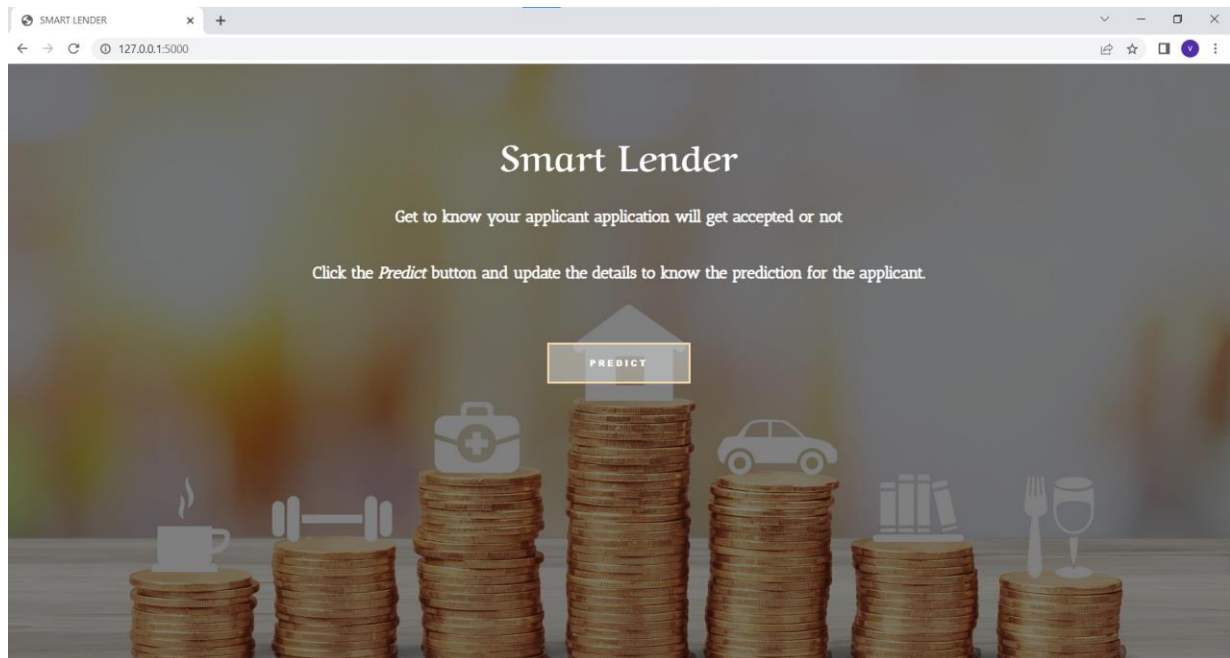 SMART LENDER
127.0.0.1:5000
V
Smart Lender
Get to know your applicant application will get accepted or not
Click the Predict button and update the details to know the prediction for the applicant.
PREDICT